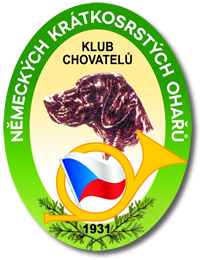 NĚMECKÝCH KRÁTKOSRSTÝCH OHAŘŮ
KLUB
CHOVATELŮ
1931